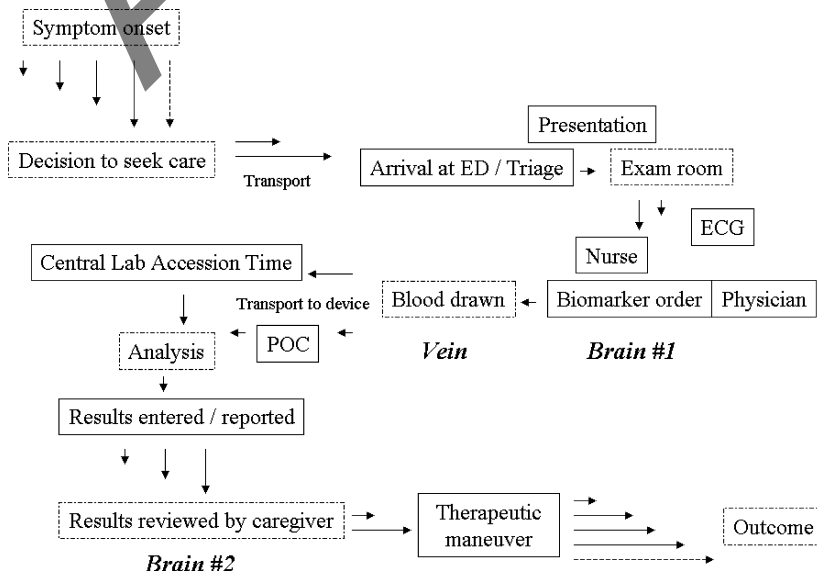 Symptom onset
Presentation
Decision to seek care
Transport
Arrival at ED / Triage
Exam room
ECG
Nurse
Central Lab Accession Time
Transport to device
Blood drawn
Biomarker order
Physician
POC
Analysis
Vein
Brain #1
Results entered / reported
Results reviewed by caregiver
Therapeutic
maneuver
Outcome
Brain #2